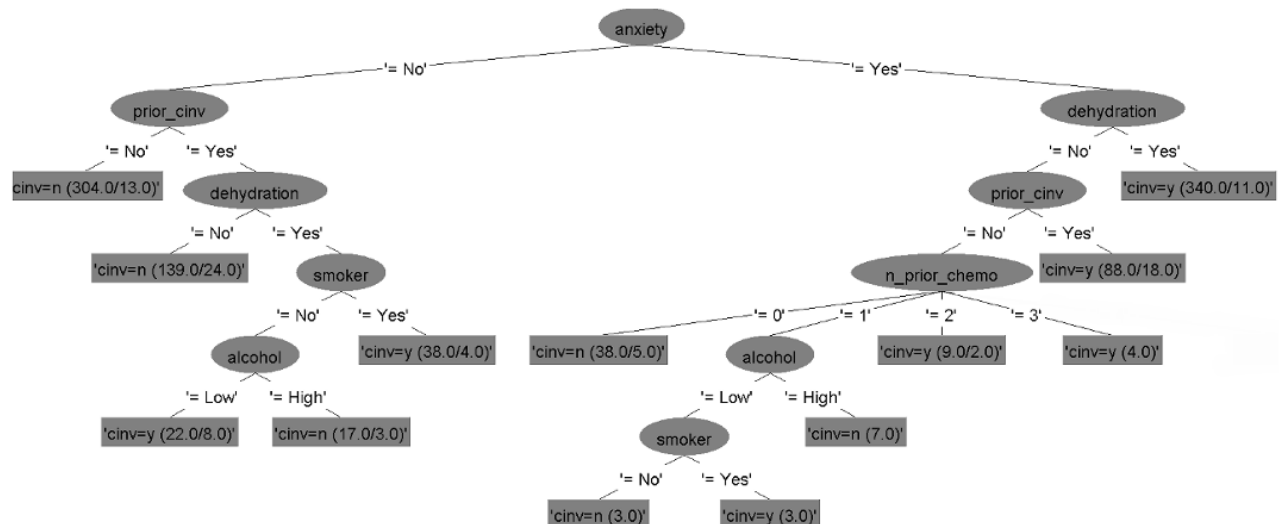 anxiety
'= No'
'= Yes'
prior_cinv
dehydration
'= No'
'= Yes'
'= No'
'= Yes'
cinv=n (304.0/13.0)'
dehydration
prior_cinv
'cinv=y (340.0/11.0)'
'= No'
'= Yes'
'= No'
'= Yes'
'cinv=n (139.0/24.0)'
smoker
n_prior_chemo
'cinv=y (88.0/18.0)'
'= No'
'= Yes'
'= 0'
'= 1'
'= 2'
'= 3'
alcohol
'cinv=y (38.0/4.0)'
'cinv=n (38.0/5.0)'
alcohol
'cinv=y (9.0/2.0)'
'cinv=y (4.0)'
'= Low'
'= High'
'= Low'
'= High'
'cinv=y (22.0/8.0)'
'cinv=n (17.0/3.0)'
smoker
'cinv=n (7.0)'
'= No'
'= Yes'
'cinv=n (3.0)'
'cinv=y (3.0)'